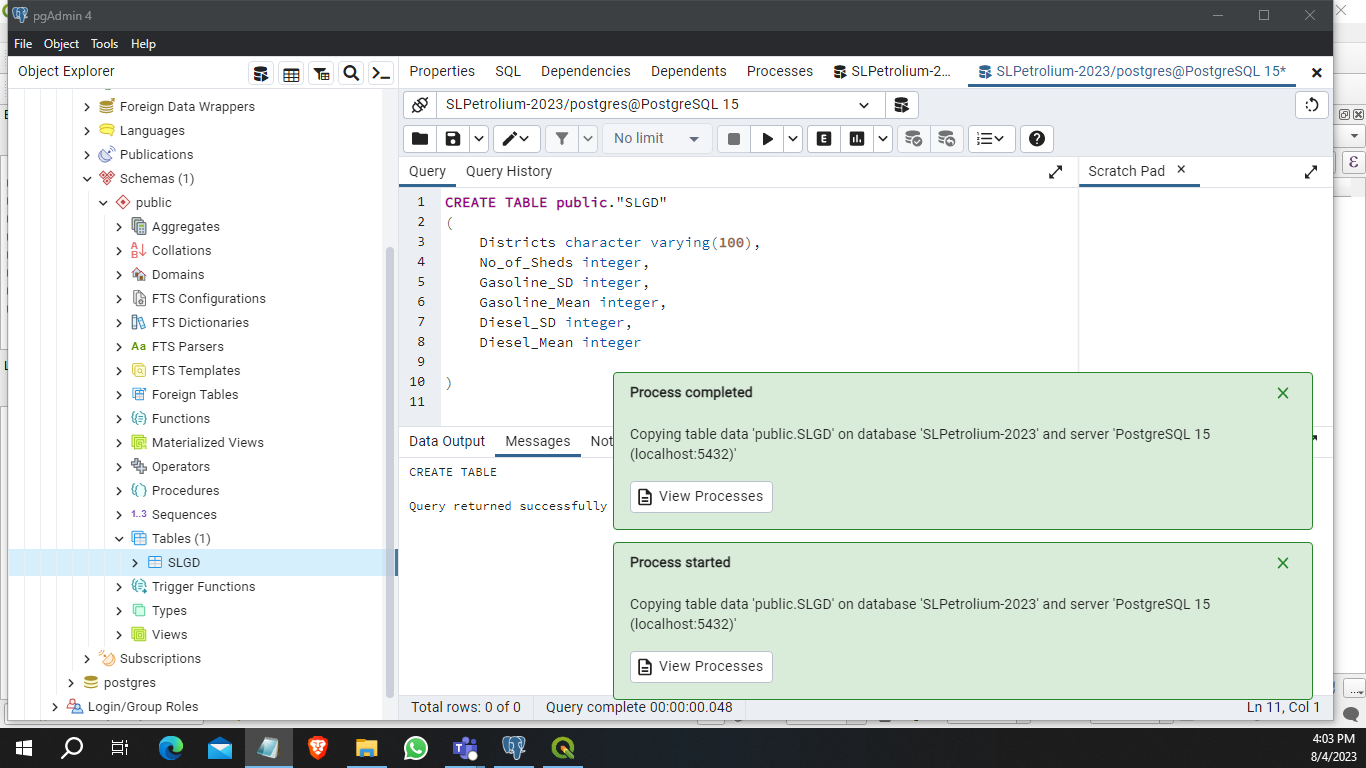 pgAdmin 4
File Object Tools Help
Object Explorer
Properties SQL Dependencies Dependents Processes SLPetrolium-2... SLPetrolium-2023/postgres@PostgreSQL 15*
SLPetrolium-2023/postgres@PostgreSQL 15
No limit
E
Query Query History
Scratch Pad
Foreign Data Wrappers
Languages
Publications
Schemas (1)
public
Aggregates
Collations
Domains
FTS Configurations
FTS Dictionaries
Aa FTS Parsers
FTS Templates
Foreign Tables
Functions
Materialized Views
Operators
Procedures
1..3 Sequences
Tables (1)
SLGD
Trigger Functions
Types
Views
Subscriptions
postgres
Login/Group Roles
1 CREATE TABLE public."SLGD"
2 (
3 Districts character varying(100),
4 No_of_Sheds integer,
5 Gasoline_SD integer,
6 Gasoline_Mean integer,
7 Diesel_SD integer,
8 Diesel_Mean integer
9
10 )
11
Data Output Messages Not
CREATE TABLE
Query returned successfully
Process completed
Copying table data 'public.SLGD' on database 'SLPetrolium-2023' and server 'PostgreSQL 15
(localhost:5432)'
View Processes
Process started
Copying table data 'public.SLGD' on database 'SLPetrolium-2023' and server 'PostgreSQL 15
(localhost:5432)'
View Processes
Total rows: 0 of 0 Query complete 00:00:00.048 Ln 11, Col 1
4:03 PM
8/4/2023